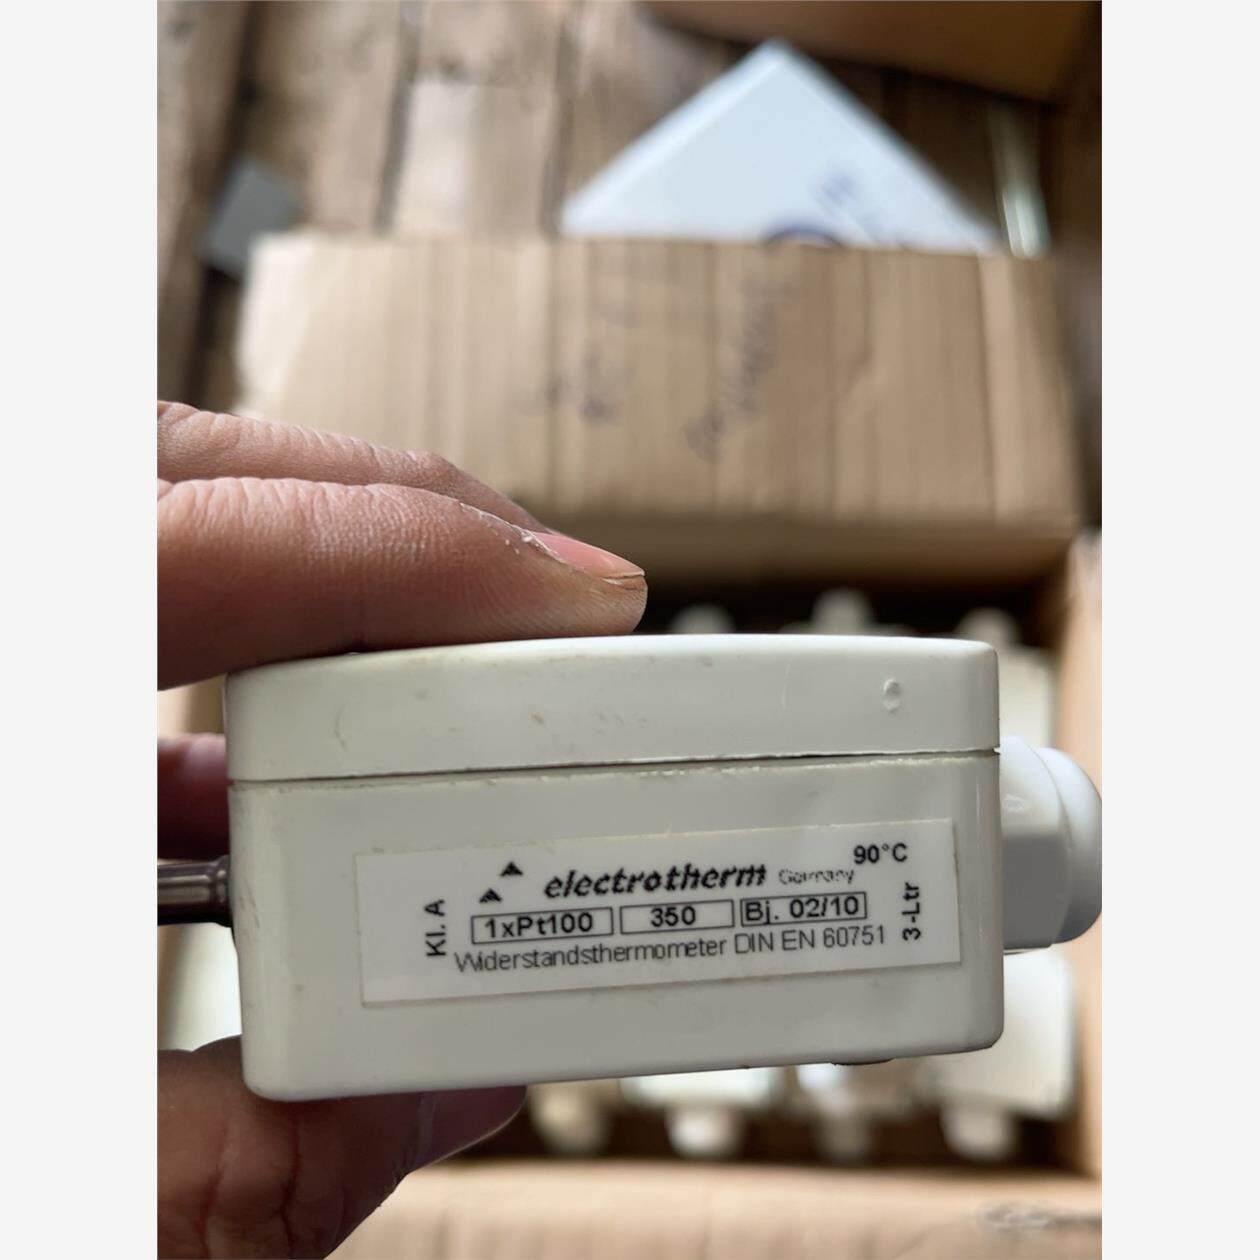 electrotherm Germany 90°C
Kl. A
1xPt100 350 Bj. 02/10
3-Ltr
Widerstandsthermometer DIN EN 60751